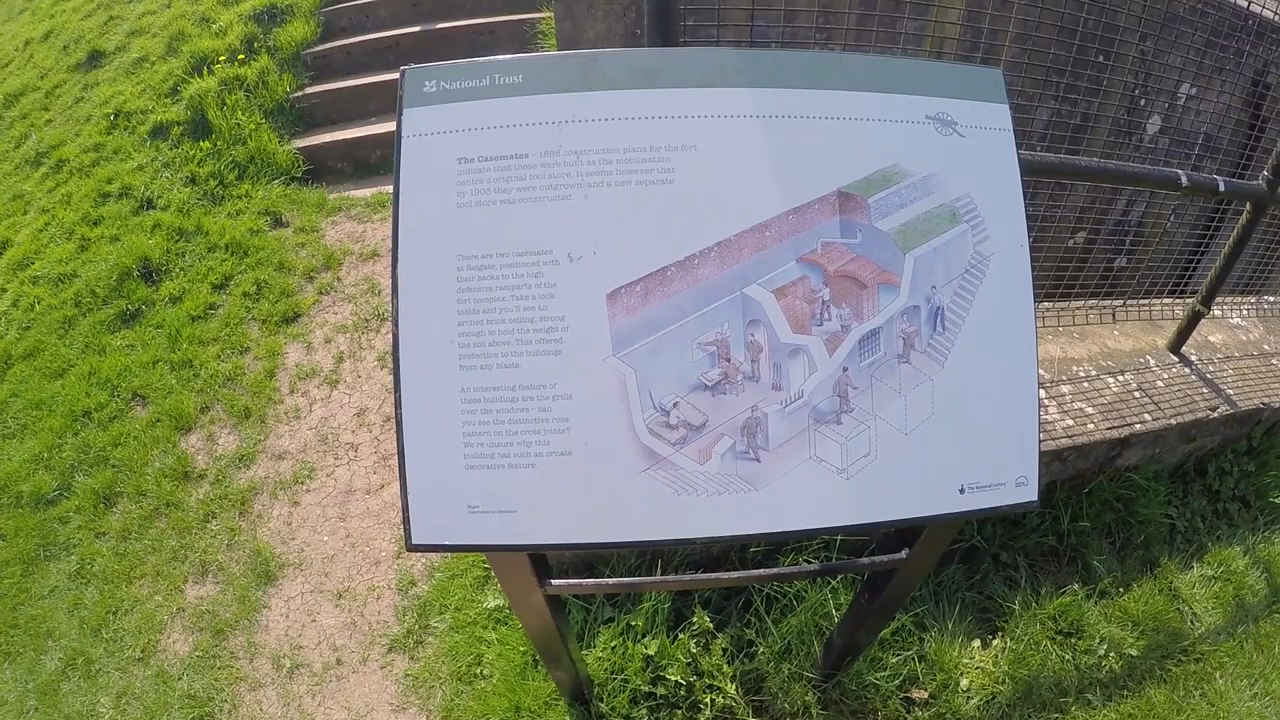 National Trust
The Casemates – 1895 construction plans for the fort
indicate that these were built as the mobilisation
centre's original tool store. It seems however that
by 1903 they were outgrown and a new separate
tool store was constructed.
There are two casemates
at Reigate, positioned with
their backs to the high
defensive ramparts of the
fort complex. Take a look
inside and you'll see an
arched brick ceiling, strong
enough to hold the weight of
the soil above. This offered
protection to the buildings
from any blasts.
An interesting feature of
these buildings are the grills
over the windows – can
you see the distinctive rose
pattern on the cross joints?
We're unsure why this
building has such an ornate
decorative feature.
Right
The National Lottery